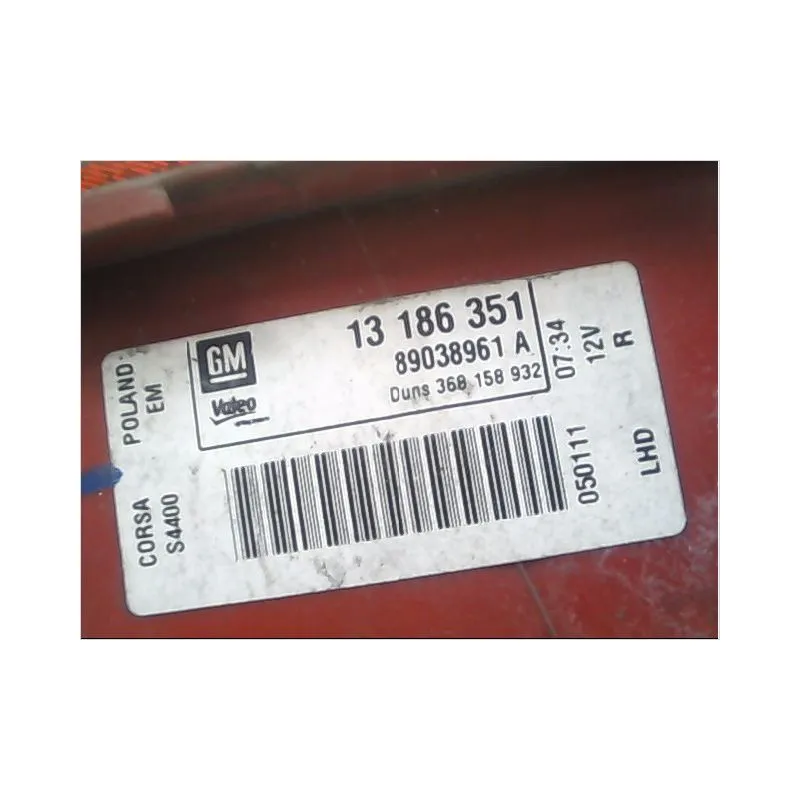 GM
Valeo
13 186 351
89038961 A
Duns 368 158 932
POLAND
EM
CORSA
S4400
07:34
12V
R
050111
LHD